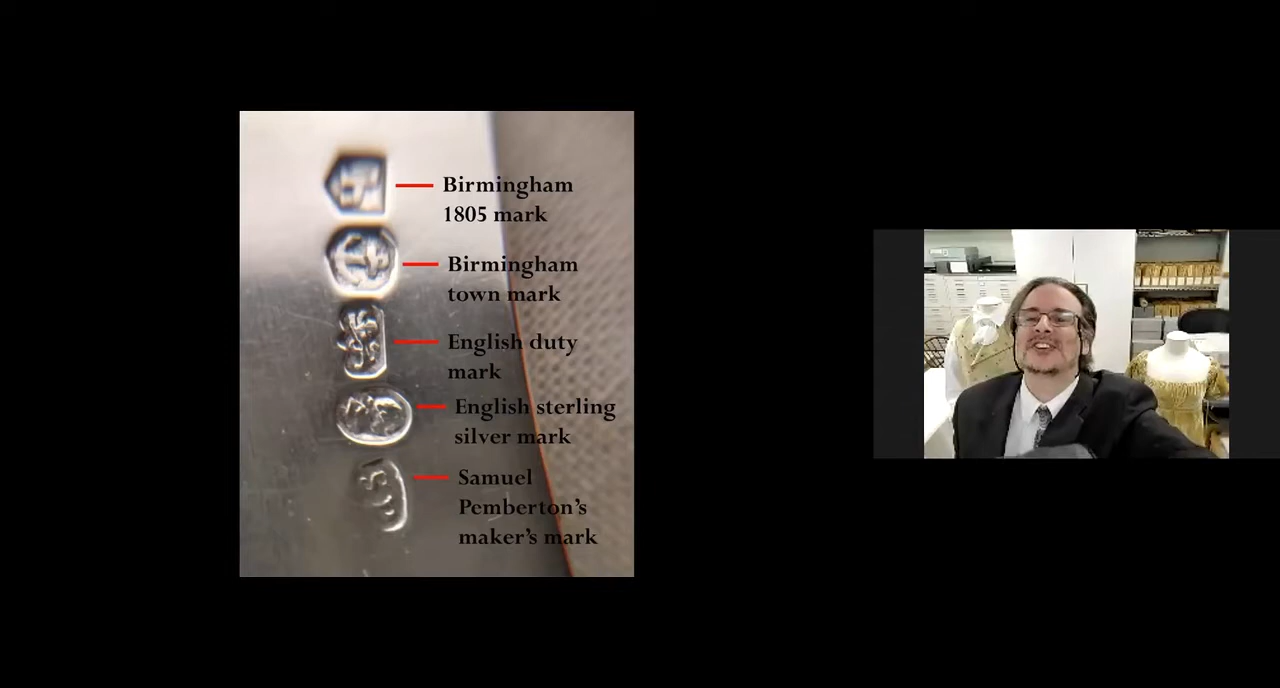 Birmingham
1805 mark
Birmingham
town mark
English duty
mark
English sterling
silver mark
Samuel
Pemberton’s
maker’s mark